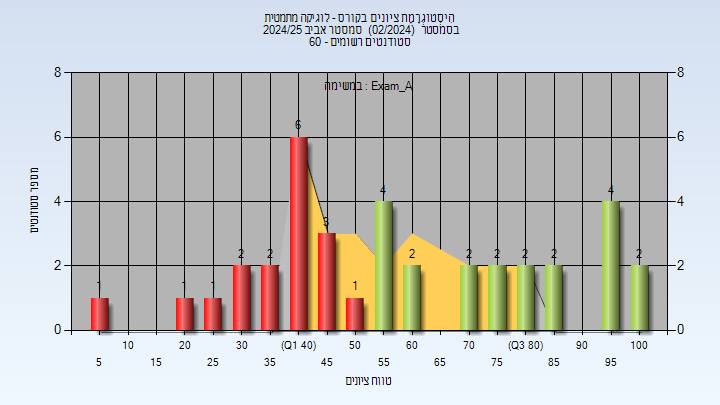 היסטוגרמת ציונים בקורס - לוגיקה מתמטית
בסמסטר (02/2024) סמסטר אביב 2024/25
סטודנטים רשומים - 60
במשימה : Exam_A
8 8
6 6
4 4
2 2
0 0
מספר סטודנטים
1 1 1 2 2 6 3 1 4 2 2 2 2 2 4 2
10 20 30 (Q1 40) 50 60 70 (Q3 80) 90 100
5 15 25 35 45 55 65 75 85 95
טווח ציונים